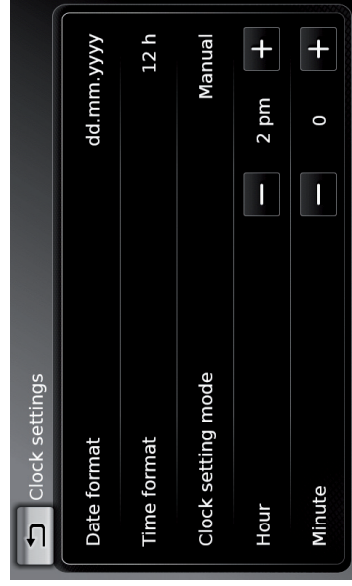 Clock settings
Date format dd.mm.yyyy
Time format 12 h
Clock setting mode Manual
Hour − 2 pm +
Minute − 0 +